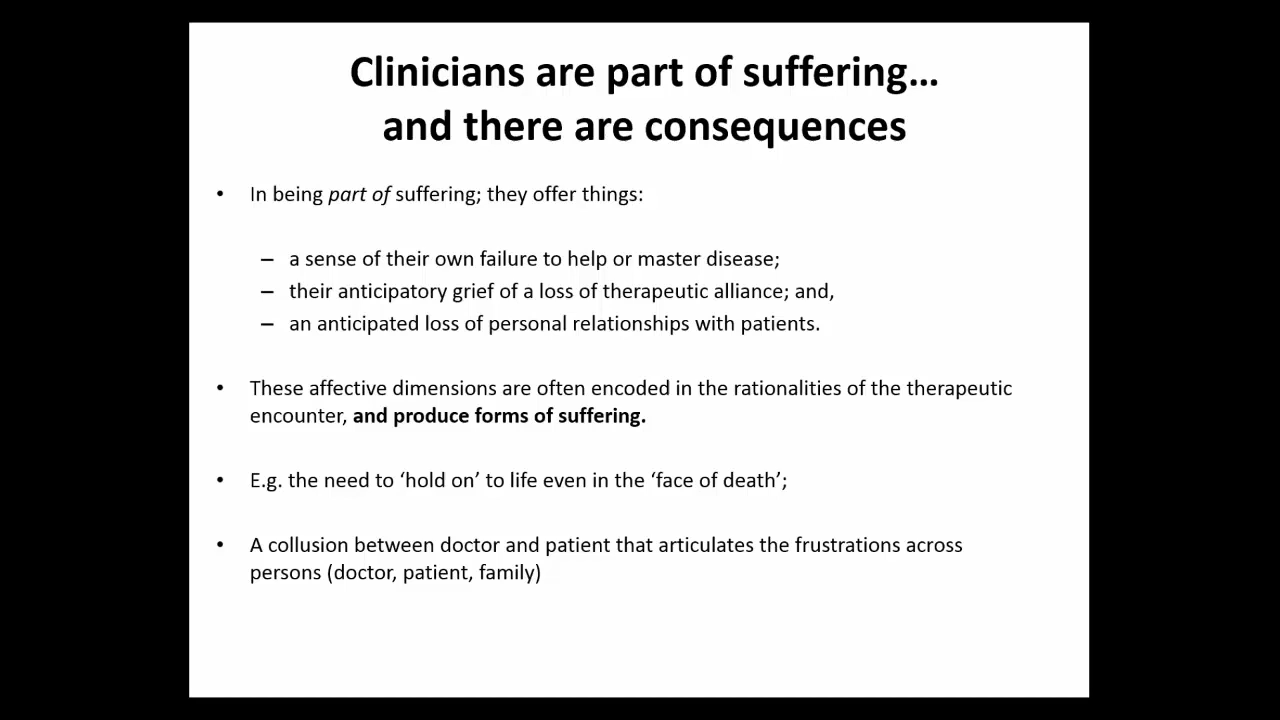 Clinicians are part of suffering…
and there are consequences
• In being part of suffering; they offer things:
– a sense of their own failure to help or master disease;
– their anticipatory grief of a loss of therapeutic alliance; and,
– an anticipated loss of personal relationships with patients.
• These affective dimensions are often encoded in the rationalities of the therapeutic
encounter, and produce forms of suffering.
• E.g. the need to ‘hold on’ to life even in the ‘face of death’;
• A collusion between doctor and patient that articulates the frustrations across
persons (doctor, patient, family)